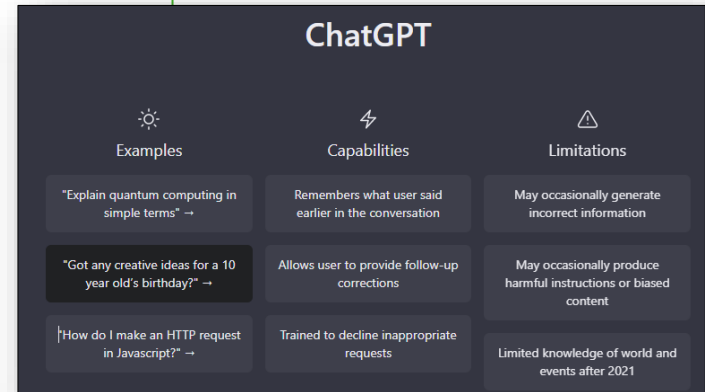 ChatGPT
Examples
"Explain quantum computing in
simple terms" →
"Got any creative ideas for a 10
year old's birthday?" →
"How do I make an HTTP request
in Javascript?" →
Capabilities
Remembers what user said
earlier in the conversation
Allows user to provide follow-up
corrections
Trained to decline inappropriate
requests
Limitations
May occasionally generate
incorrect information
May occasionally produce
harmful instructions or biased
content
Limited knowledge of world and
events after 2021